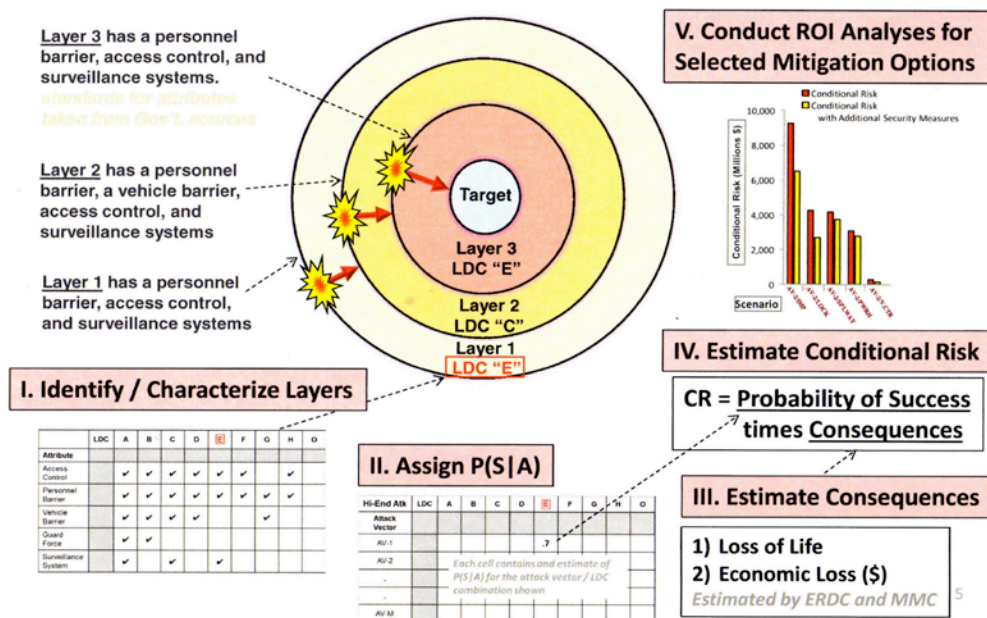 Layer 3 has a personnel
barrier, access control, and
surveillance systems.
standards for attributes
taken from Gov't. sources
Layer 2 has a personnel
barrier, a vehicle barrier,
access control, and
surveillance systems
Layer 1 has a personnel
barrier, access control,
and surveillance systems
Target
Layer 3
LDC "E"
Layer 2
LDC "C"
Layer 1
LDC "E"
V. Conduct ROI Analyses for
Selected Mitigation Options
Conditional Risk
Conditional Risk
with Additional Security Measures
Conditional Risk (Millions $)
10,000
8,000
6,000
4,000
2,000
0
Scenario
I. Identify / Characterize Layers
LDC A B C D E F G H O
Attribute
Access
Control ✔ ✔ ✔ ✔ ✔ ✔ ✔
Personnel
Barrier ✔ ✔ ✔ ✔ ✔ ✔ ✔ ✔
Vehicle
Barrier ✔ ✔ ✔ ✔ ✔
Guard
Force ✔ ✔
Surveillance
System ✔ ✔ ✔
II. Assign P(S|A)
Hi-End Atk LDC A B C D E F G H O
Attack
Vector
AV-1 .7
AV-2
-
-
AV-M
Each cell contains and estimate of
P(S|A) for the attack vector / LDC
combination shown
IV. Estimate Conditional Risk
CR = Probability of Success
times Consequences
III. Estimate Consequences
1) Loss of Life
2) Economic Loss ($)
Estimated by ERDC and MMC
5